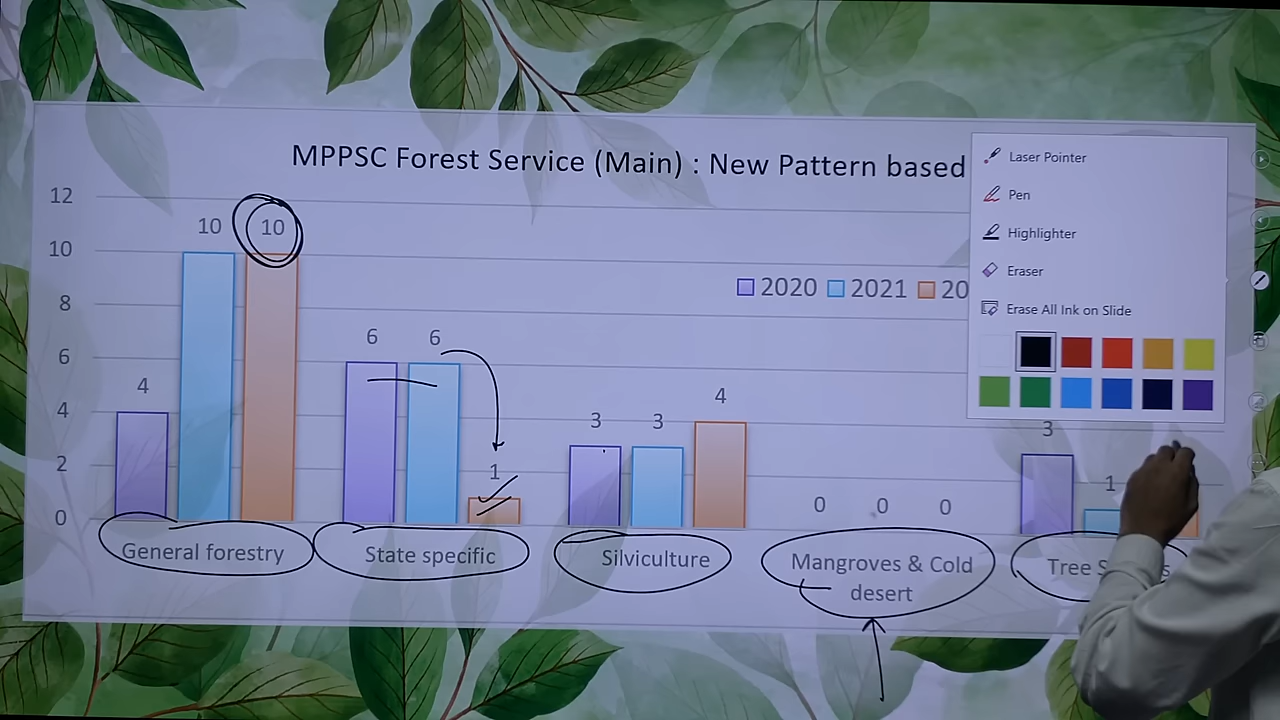 MPPSC Forest Service (Main) : New Pattern based
Laser Pointer
Pen
Highlighter
Eraser
Erase All Ink on Slide
2020 2021 20
12
10
8
6
4
2
0
4 10 10
6 6 1
3 3 4
0 0 0
3 1
General forestry
State specific
Silviculture
Mangroves & Cold
desert
Tree